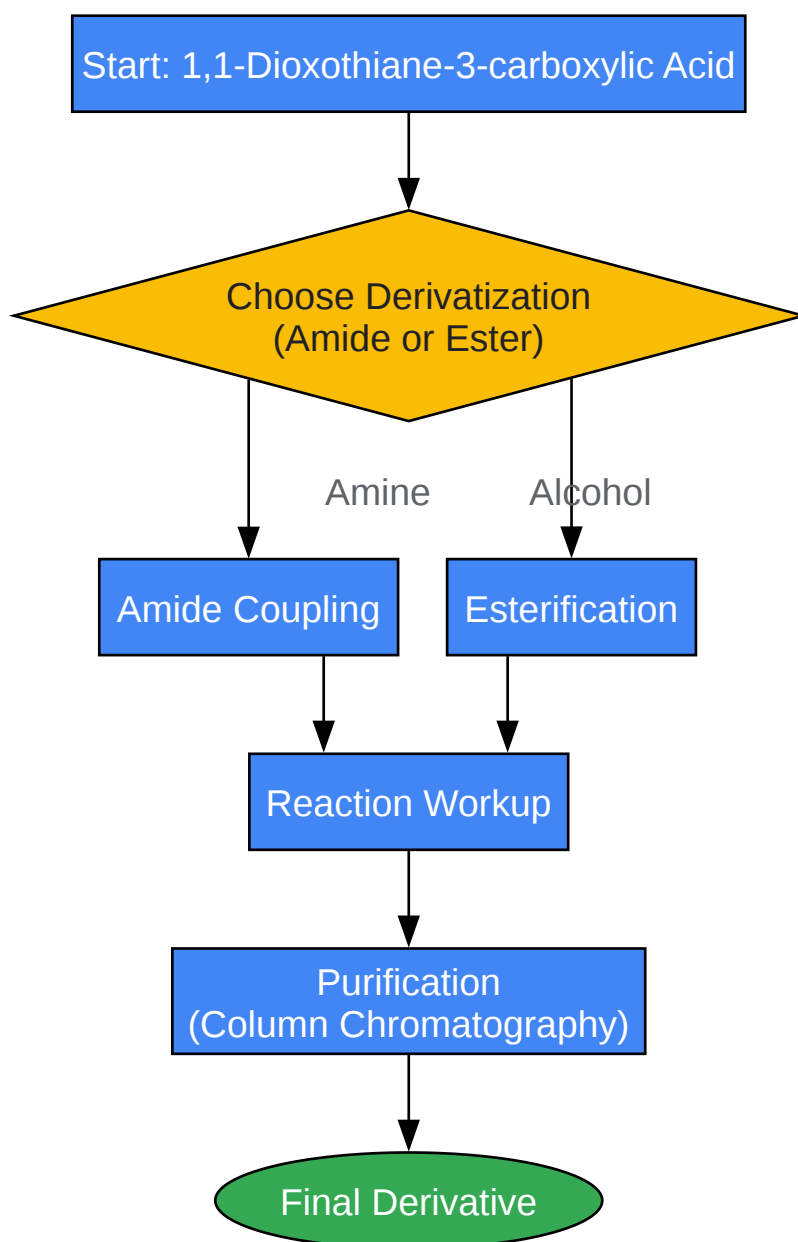 Start: 1,1-Dioxothiane-3-carboxylic Acid
Choose Derivatization
(Amide or Ester)
Amine
Alcohol
Amide Coupling
Esterification
Reaction Workup
Purification
(Column Chromatography)
Final Derivative